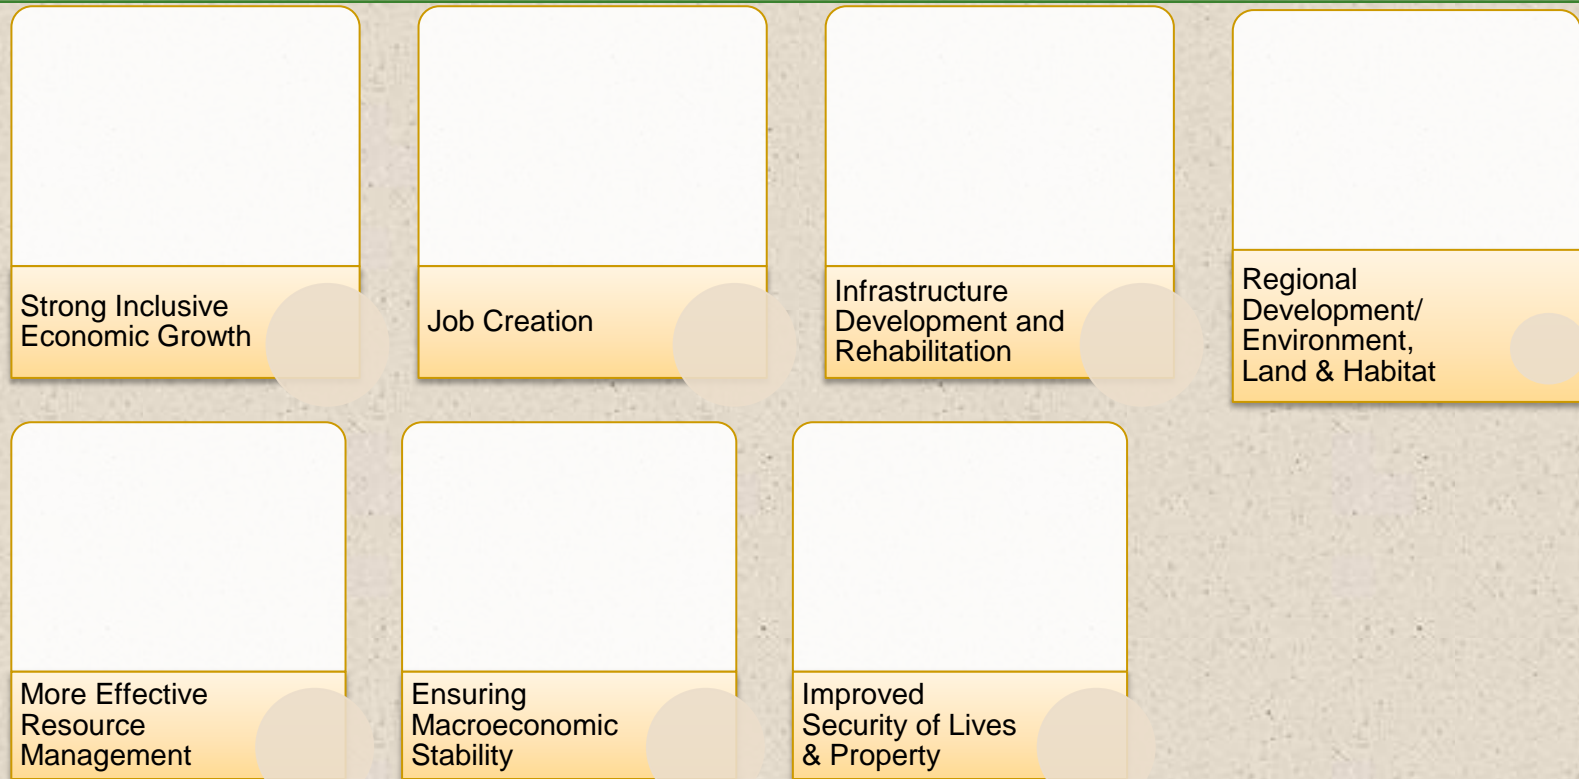 Strong Inclusive
Economic Growth
Job Creation
Infrastructure
Development and
Rehabilitation
Regional
Development/
Environment,
Land & Habitat
More Effective
Resource
Management
Ensuring
Macroeconomic
Stability
Improved
Security of Lives
& Property